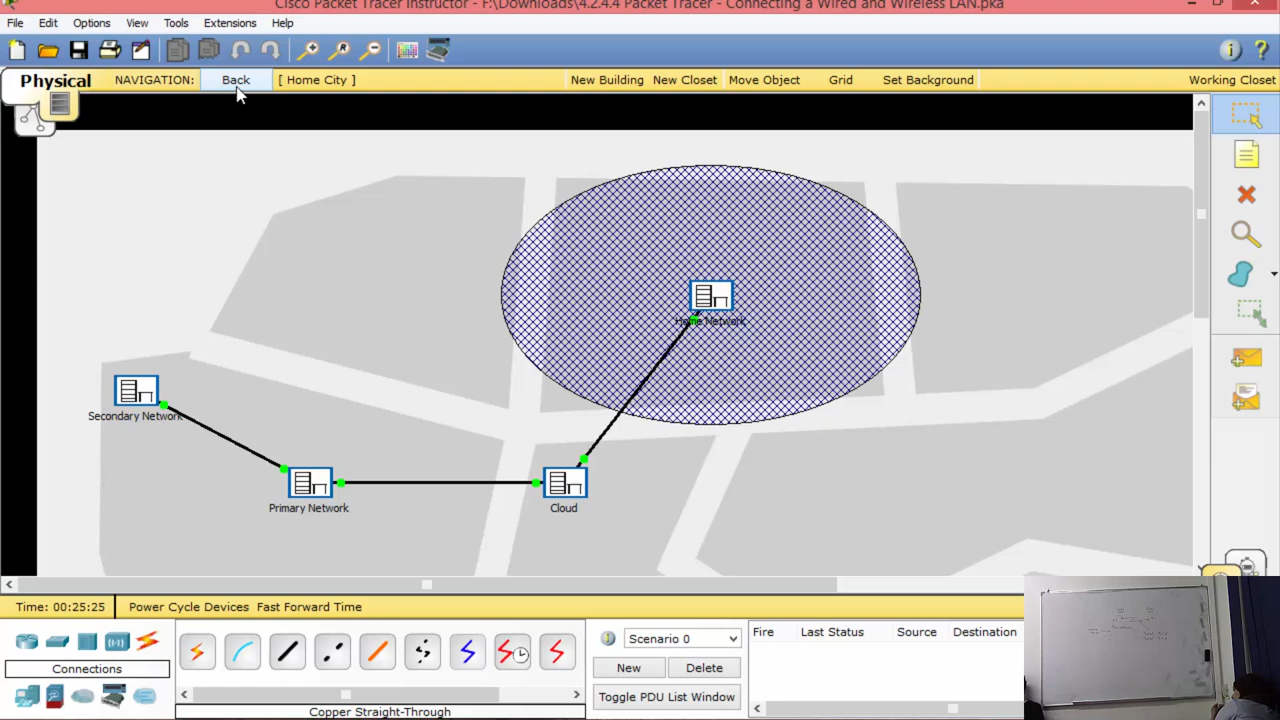 Cisco Packet Tracer Instructor - F:\Downloads\4.2.4.4 Packet Tracer - Connecting a Wired and Wireless LAN.pka
File Edit Options View Tools Extensions Help
Physical NAVIGATION: Back [ Home City ] New Building New Closet Move Object Grid Set Background Working Closet
Home Network
Secondary Network
Primary Network
Cloud
Time: 00:25:25 Power Cycle Devices Fast Forward Time
Connections
Copper Straight-Through
Scenario 0
New Delete
Toggle PDU List Window
Fire Last Status Source Destination